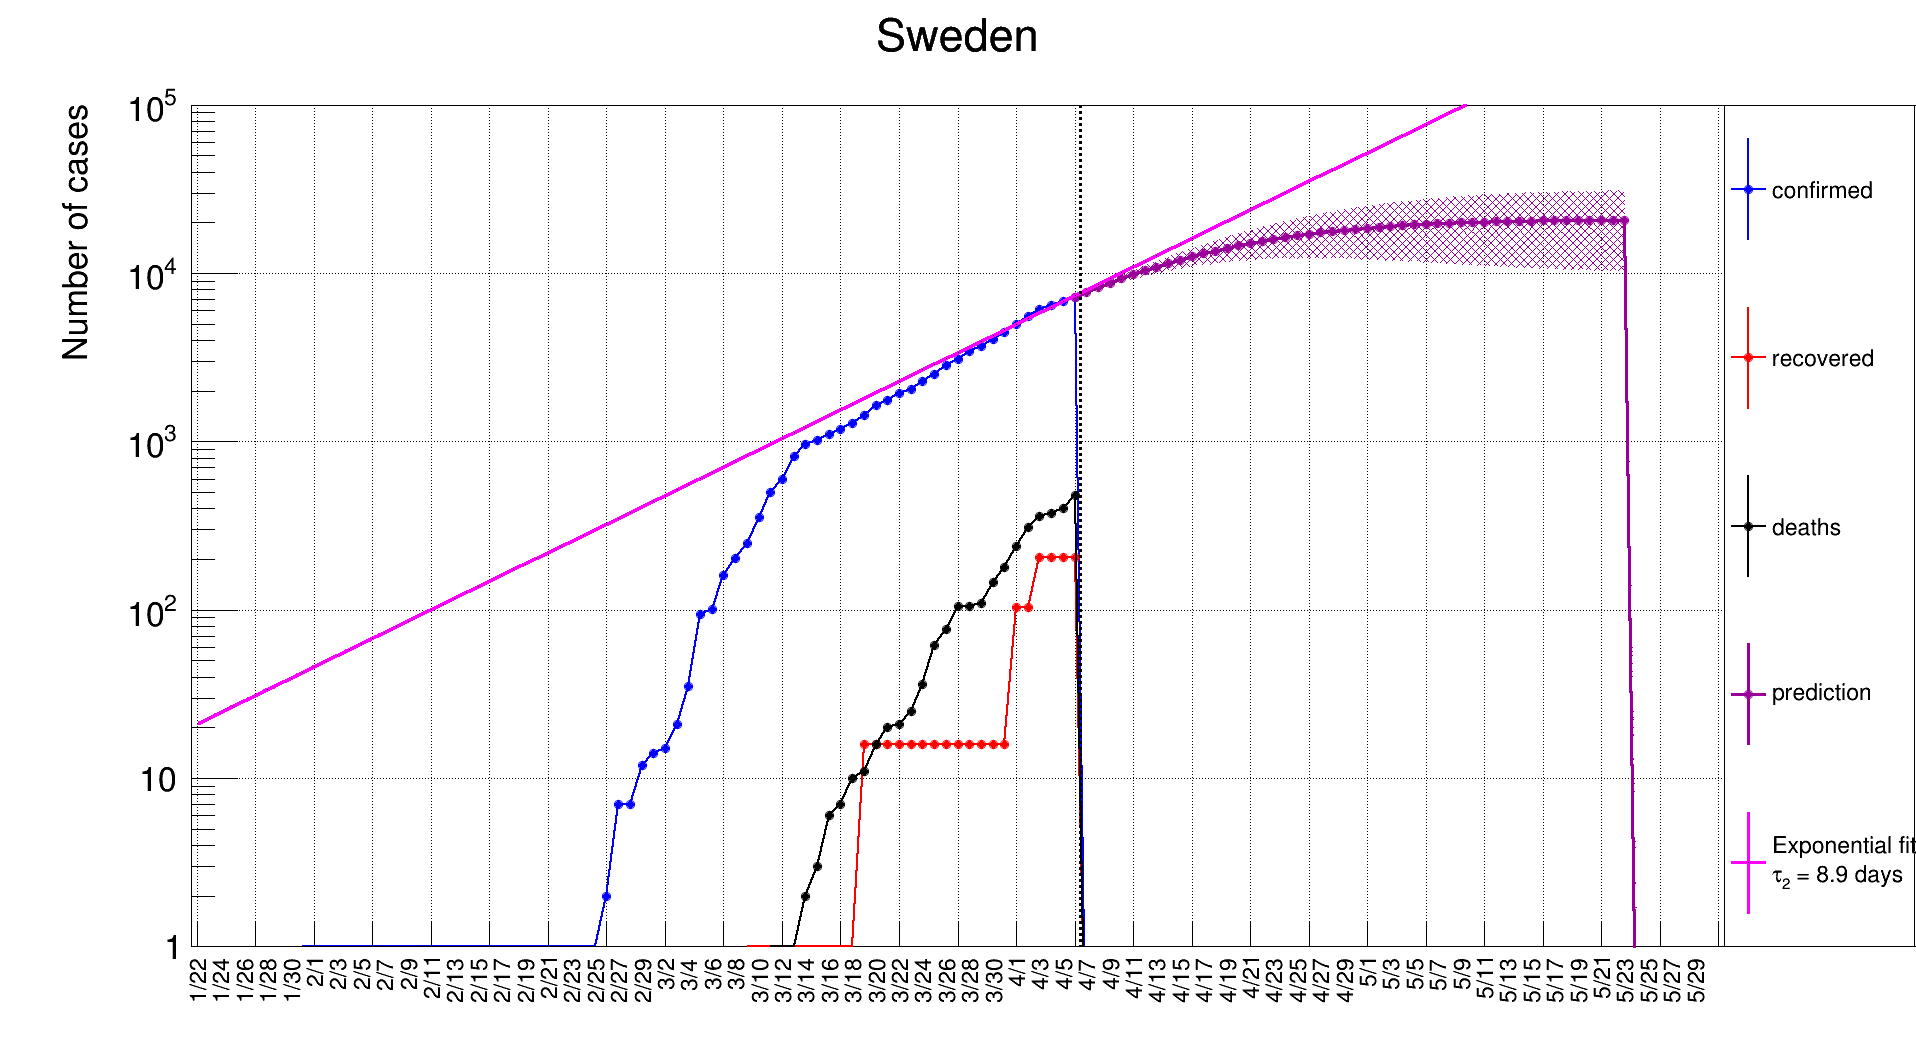 Sweden
Number of cases
10^5
10^4
10^3
10^2
10
1
1/22 1/24 1/26 1/28 1/30 2/1 2/3 2/5 2/7 2/9 2/11 2/13 2/15 2/17 2/19 2/21 2/23 2/25 2/27 2/29 3/2 3/4 3/6 3/8 3/10 3/12 3/14 3/16 3/18 3/20 3/22 3/24 3/26 3/28 3/30 4/1 4/3 4/5 4/7 4/9 4/11 4/13 4/15 4/17 4/19 4/21 4/23 4/25 4/27 4/29 5/1 5/3 5/5 5/7 5/9 5/11 5/13 5/15 5/17 5/19 5/21 5/23 5/25 5/27 5/29
confirmed
recovered
deaths
prediction
Exponential fit
τ₂ = 8.9 days